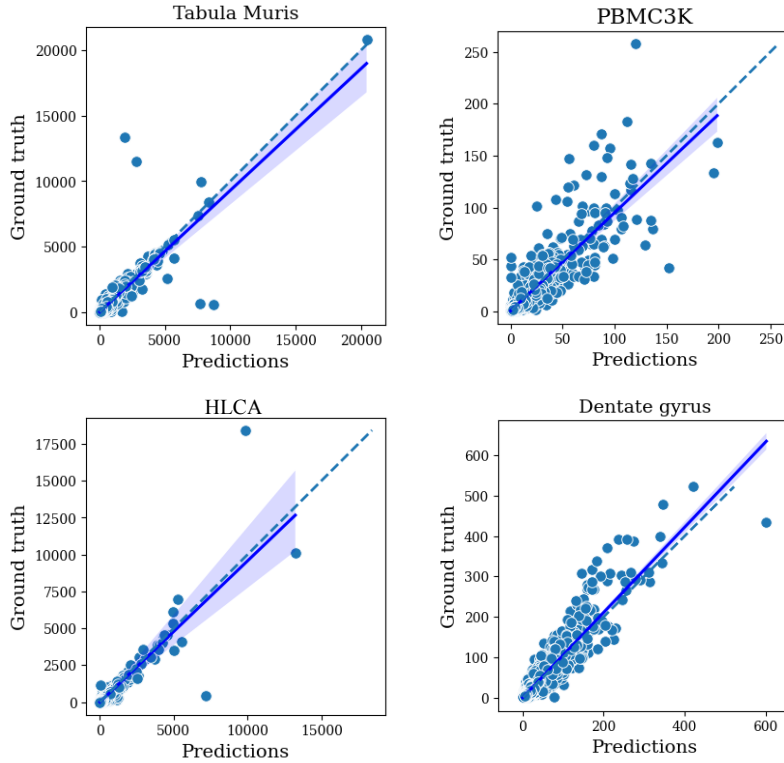 Tabula Muris
20000
15000
10000
5000
0
Ground truth
0 5000 10000 15000 20000
Predictions
PBMC3K
250
200
150
100
50
0
Ground truth
0 50 100 150 200 250
Predictions
HLCA
17500
15000
12500
10000
7500
5000
2500
0
Ground truth
0 5000 10000 15000
Predictions
Dentate gyrus
600
500
400
300
200
100
0
Ground truth
0 200 400 600
Predictions